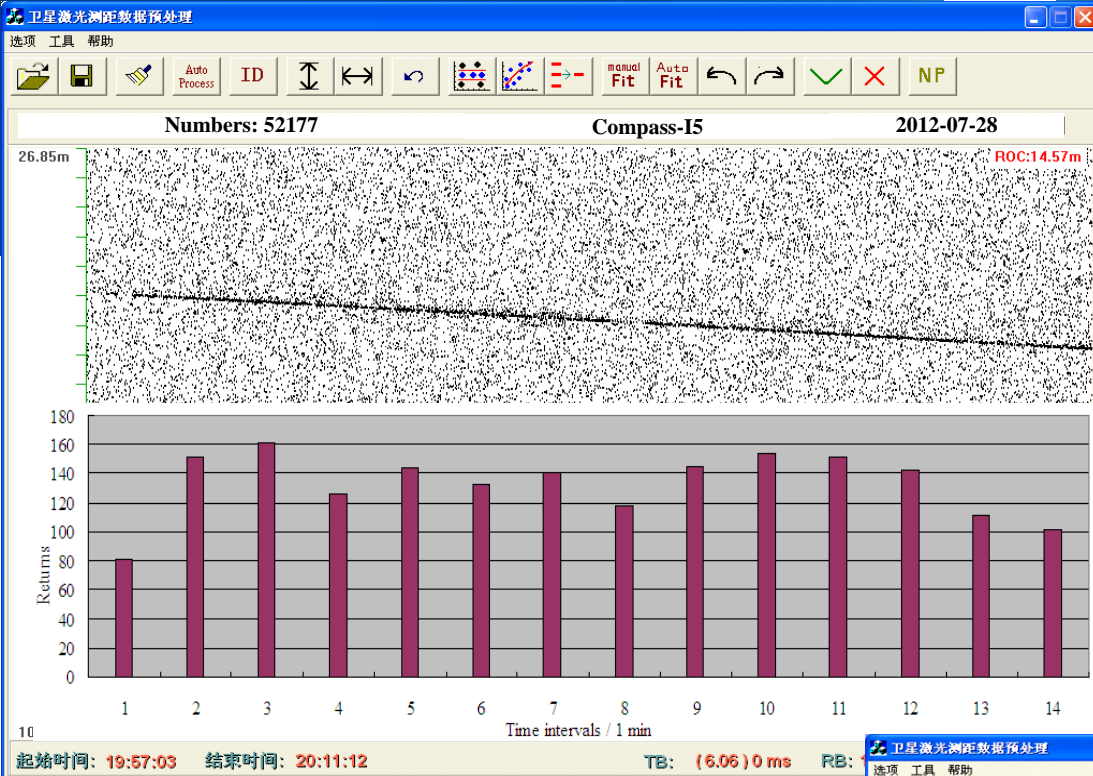 卫星激光测距数据预处理
选项 工具 帮助
Auto Process ID manual Fit Auto Fit NP
Numbers: 52177 Compass-I5 2012-07-28
26.85m ROC:14.57m
180
160
140
120
100
80
60
40
20
0
Returns
1 2 3 4 5 6 7 8 9 10 11 12 13 14
Time intervals / 1 min
起始时间: 19:57:03 结束时间: 20:11:12 TB: (6.06)0 ms RB:
卫星激光测距数据预处理
选项 工具 帮助